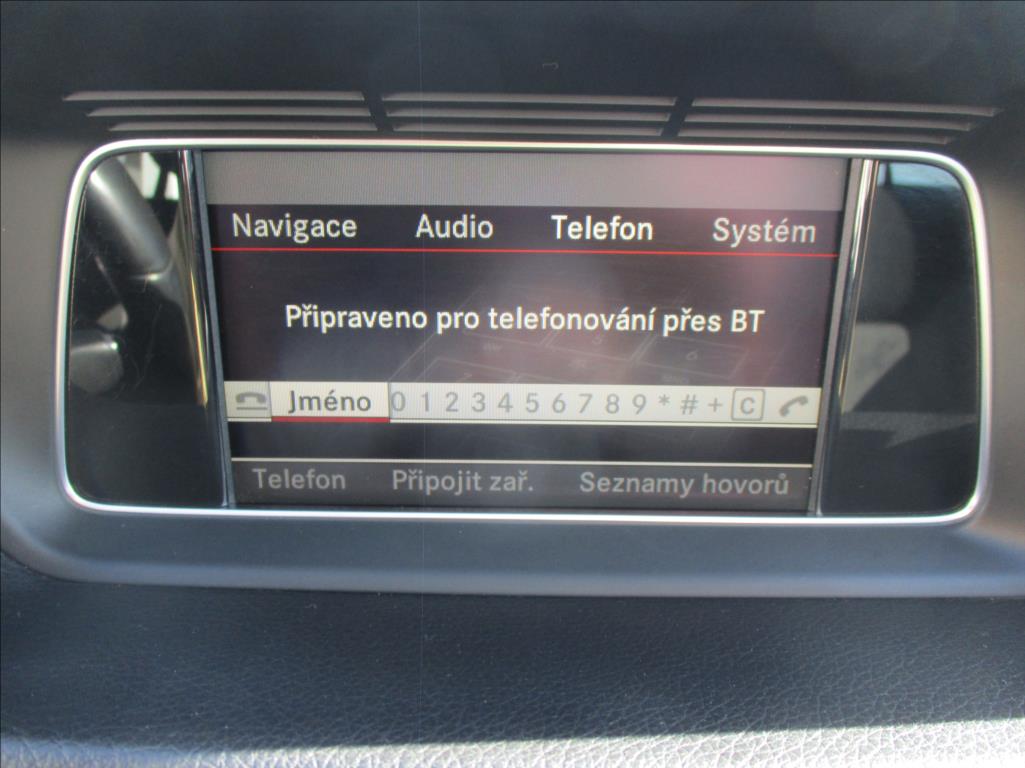 Navigace Audio Telefon Systém
Připraveno pro telefonování přes BT
Jméno 0 1 2 3 4 5 6 7 8 9 * # + C
Telefon Připojit zař. Seznamy hovorů